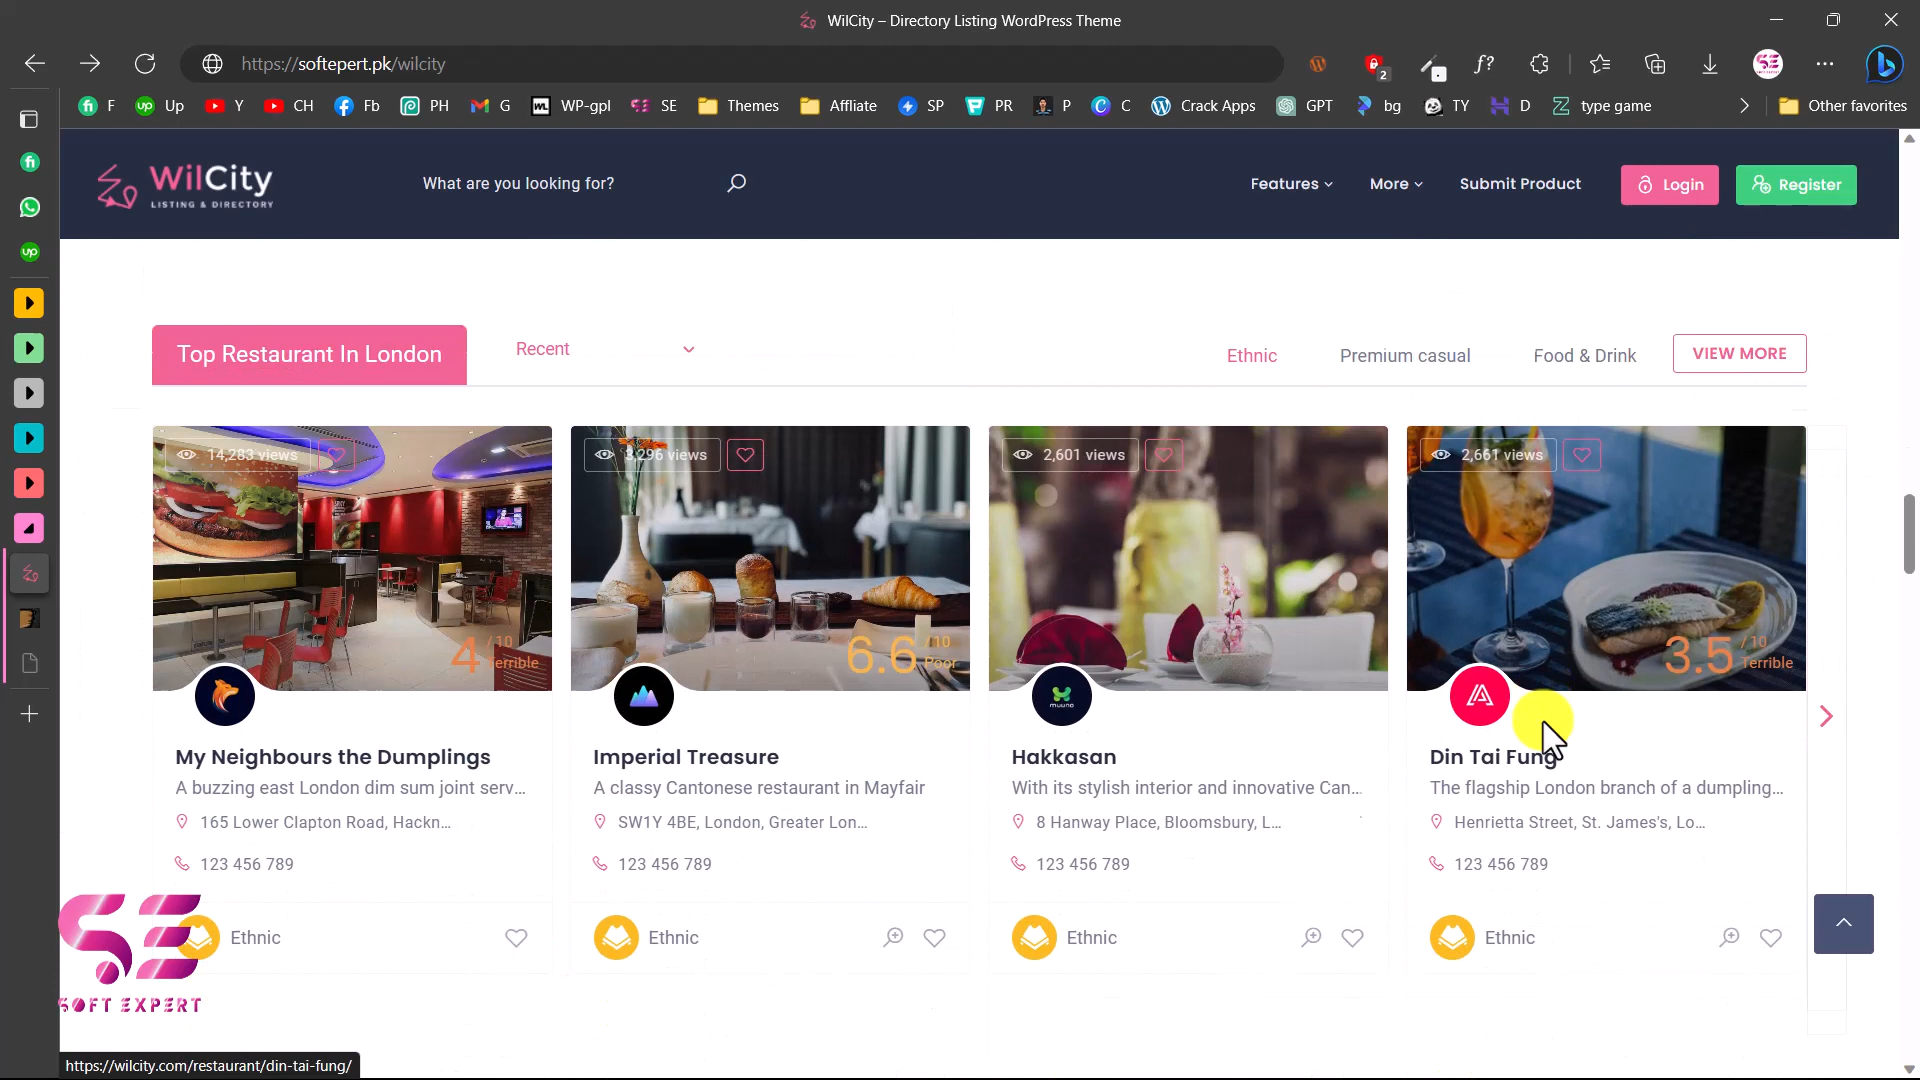 WilCity – Directory Listing WordPress Theme
https://softepert.pk/wilcity
2
F Up Y CH Fb PH G WP-gpl SE Themes Affliate SP PR P C Crack Apps GPT bg TY D type game Other favorites
WilCity
LISTING & DIRECTORY
What are you looking for?
Features More Submit Product Login Register
Top Restaurant In London
Recent
Ethnic Premium casual Food & Drink VIEW MORE
14,283 views
3,296 views
2,601 views
2,661 views
4 /10 Terrible
6.6 /10 Poor
3.5 /10 Terrible
My Neighbours the Dumplings
A buzzing east London dim sum joint serv...
165 Lower Clapton Road, Hackn...
123 456 789
Ethnic
Imperial Treasure
A classy Cantonese restaurant in Mayfair
SW1Y 4BE, London, Greater Lon...
123 456 789
Ethnic
muuno
Hakkasan
With its stylish interior and innovative Can...
8 Hanway Place, Bloomsbury, L...
123 456 789
Ethnic
Din Tai Fung
The flagship London branch of a dumpling...
Henrietta Street, St. James's, Lo...
123 456 789
Ethnic
SE
SOFT EXPERT
https://wilcity.com/restaurant/din-tai-fung/